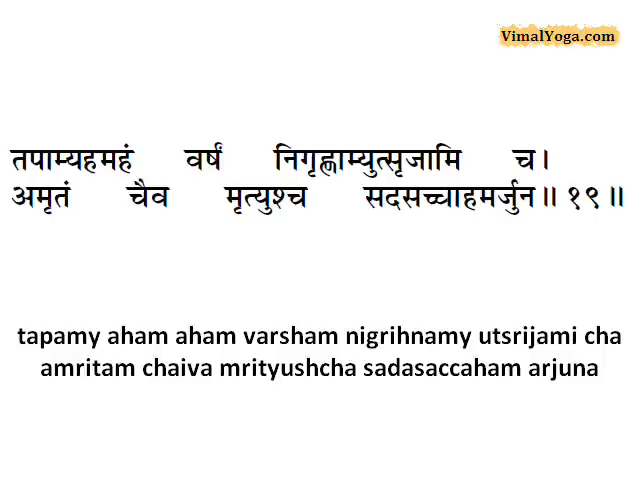 VimalYoga.com
तपाम्यहमहं वर्षं निगृह्णाम्युत्सृजामि च।
अमृतं चैव मृत्युश्च सदसच्चाहमर्जुन॥ १९॥
tapamy aham aham varsham nigrihnamy utsrijami cha
amritam chaiva mrityushcha sadasaccaham arjuna